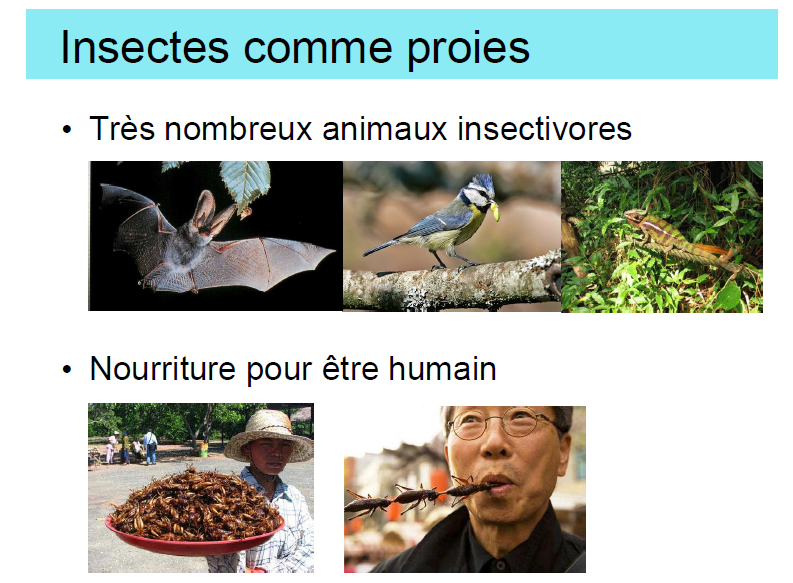 Insectes comme proies
• Très nombreux animaux insectivores
• Nourriture pour être humain